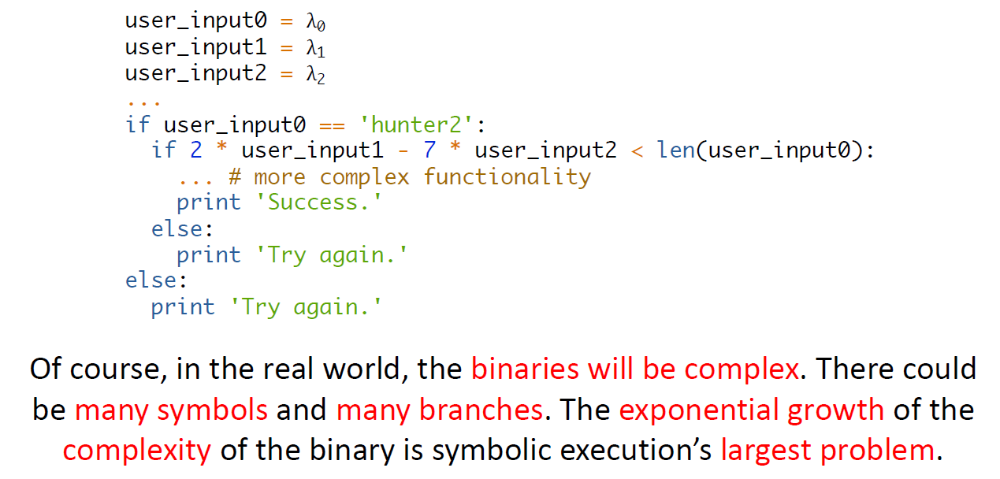 user_input0 = λ₀
user_input1 = λ₁
user_input2 = λ₂
...
if user_input0 == 'hunter2':
  if 2 * user_input1 - 7 * user_input2 < len(user_input0):
    ... # more complex functionality
    print 'Success.'
  else:
    print 'Try again.'
else:
  print 'Try again.'
Of course, in the real world, the binaries will be complex. There could
be many symbols and many branches. The exponential growth of the
complexity of the binary is symbolic execution’s largest problem.